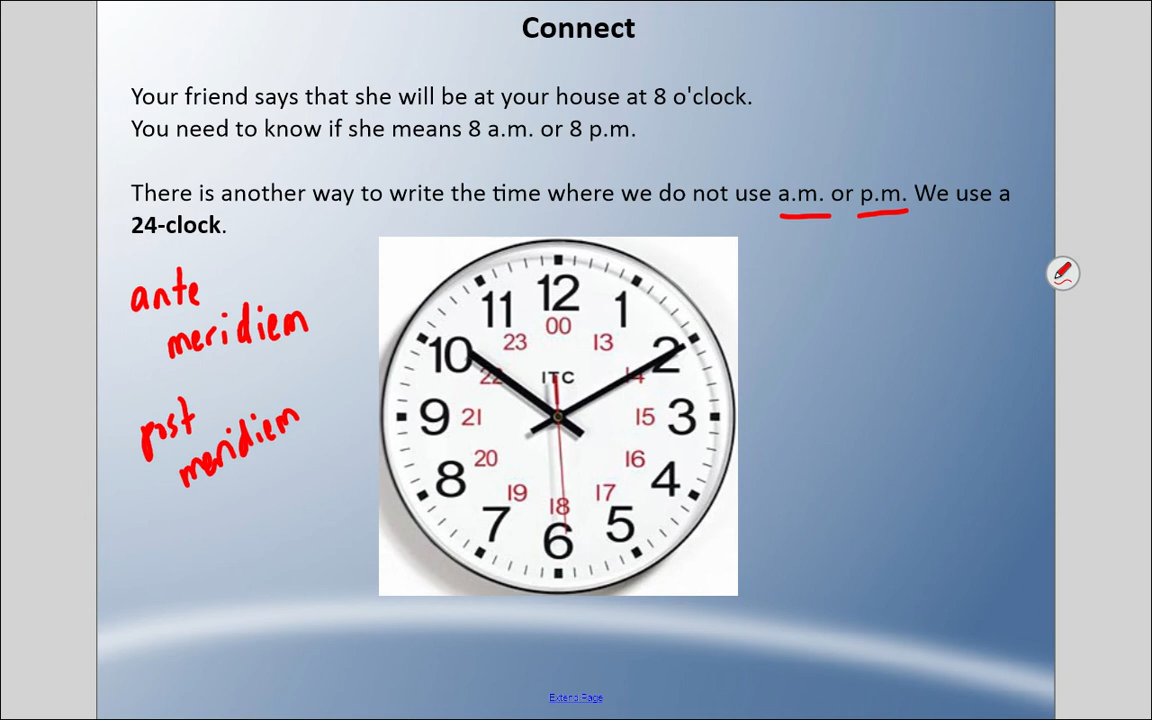 Connect
Your friend says that she will be at your house at 8 o'clock.
You need to know if she means 8 a.m. or 8 p.m.
There is another way to write the time where we do not use a.m. or p.m. We use a
24-clock.
ante
meridiem
post
meridiem
12
11
1
00
23
13
10
2
22
ITC
14
9
21
15
3
20
16
8
4
19
17
18
7
5
6
Extend Page